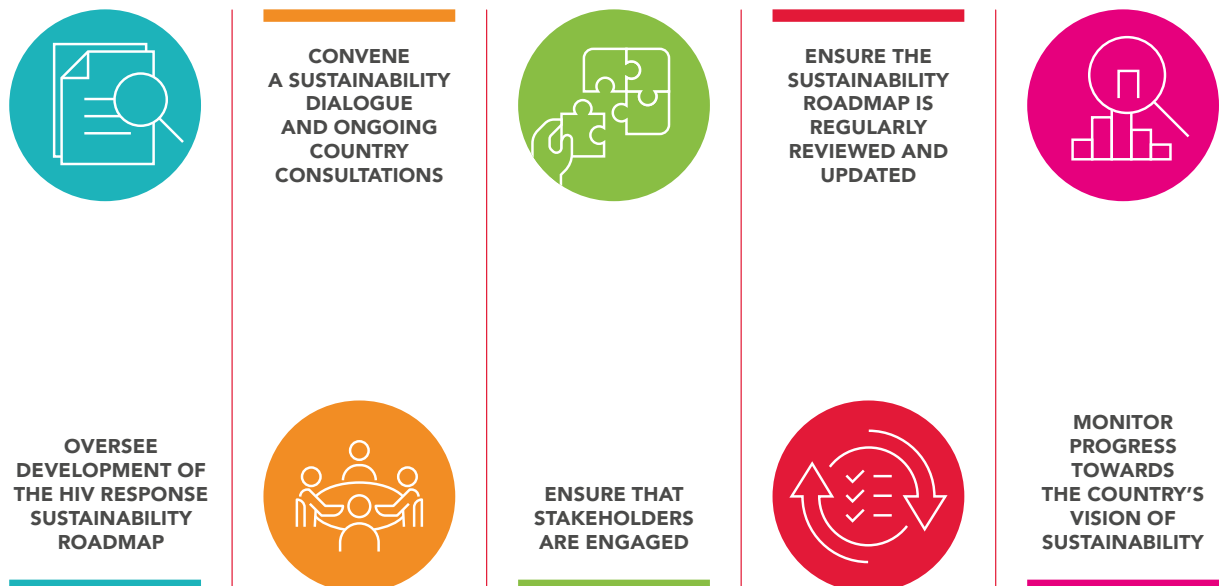 OVERSEE
DEVELOPMENT OF
THE HIV RESPONSE
SUSTAINABILITY
ROADMAP
CONVENE
A SUSTAINABILITY
DIALOGUE
AND ONGOING
COUNTRY
CONSULTATIONS
ENSURE THAT
STAKEHOLDERS
ARE ENGAGED
ENSURE THE
SUSTAINABILITY
ROADMAP IS
REGULARLY
REVIEWED AND
UPDATED
MONITOR
PROGRESS
TOWARDS
THE COUNTRY’S
VISION OF
SUSTAINABILITY